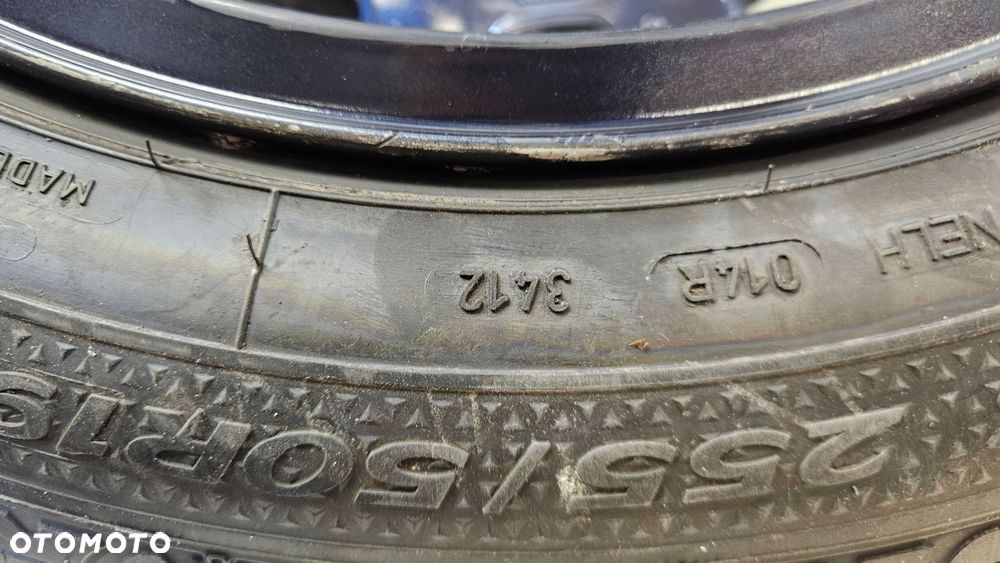 NELH 014R 3412
MADE
255/50R19
OTOMOTO